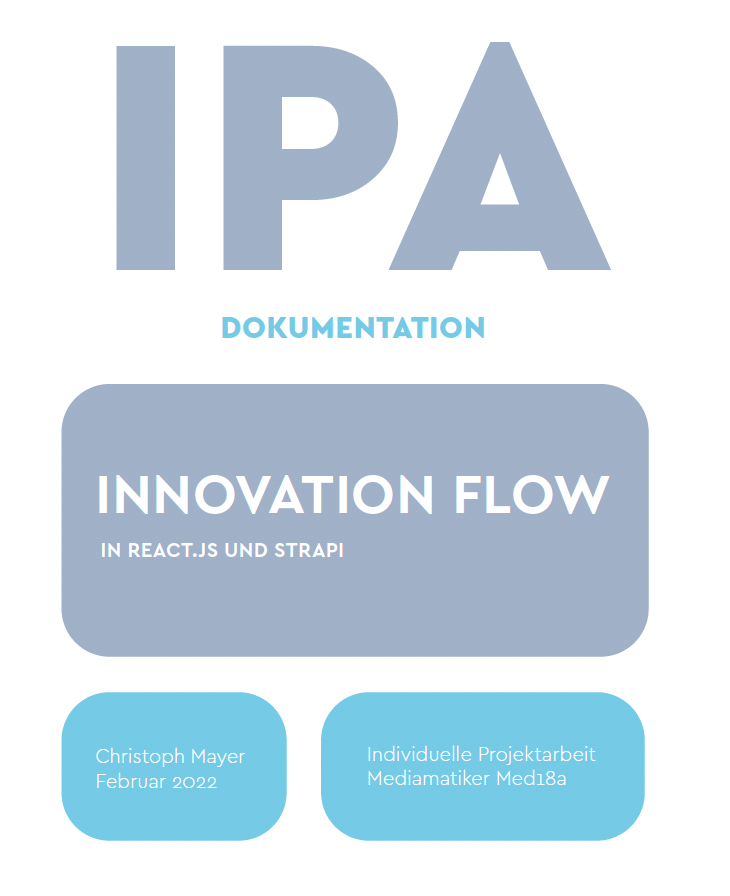 IPA
DOKUMENTATION
INNOVATION FLOW
IN REACT.JS UND STRAPI
Christoph Mayer
Februar 2022
Individuelle Projektarbeit
Mediamatiker Med18a